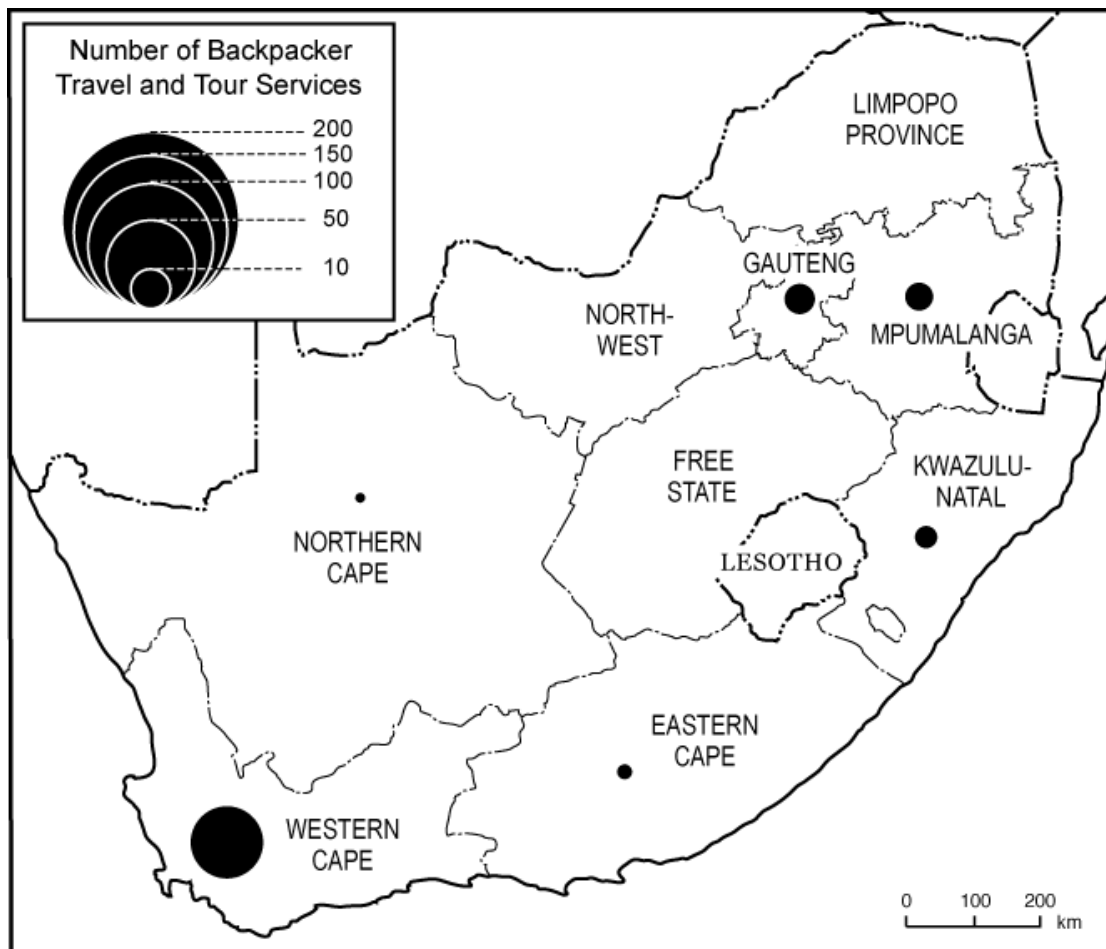 Number of Backpacker
Travel and Tour Services
200
150
100
50
10
LIMPOPO
PROVINCE
GAUTENG
NORTH-
WEST
MPUMALANGA
FREE
STATE
KWAZULU-
NATAL
NORTHERN
CAPE
LESOTHO
EASTERN
CAPE
WESTERN
CAPE
0 100 200
km